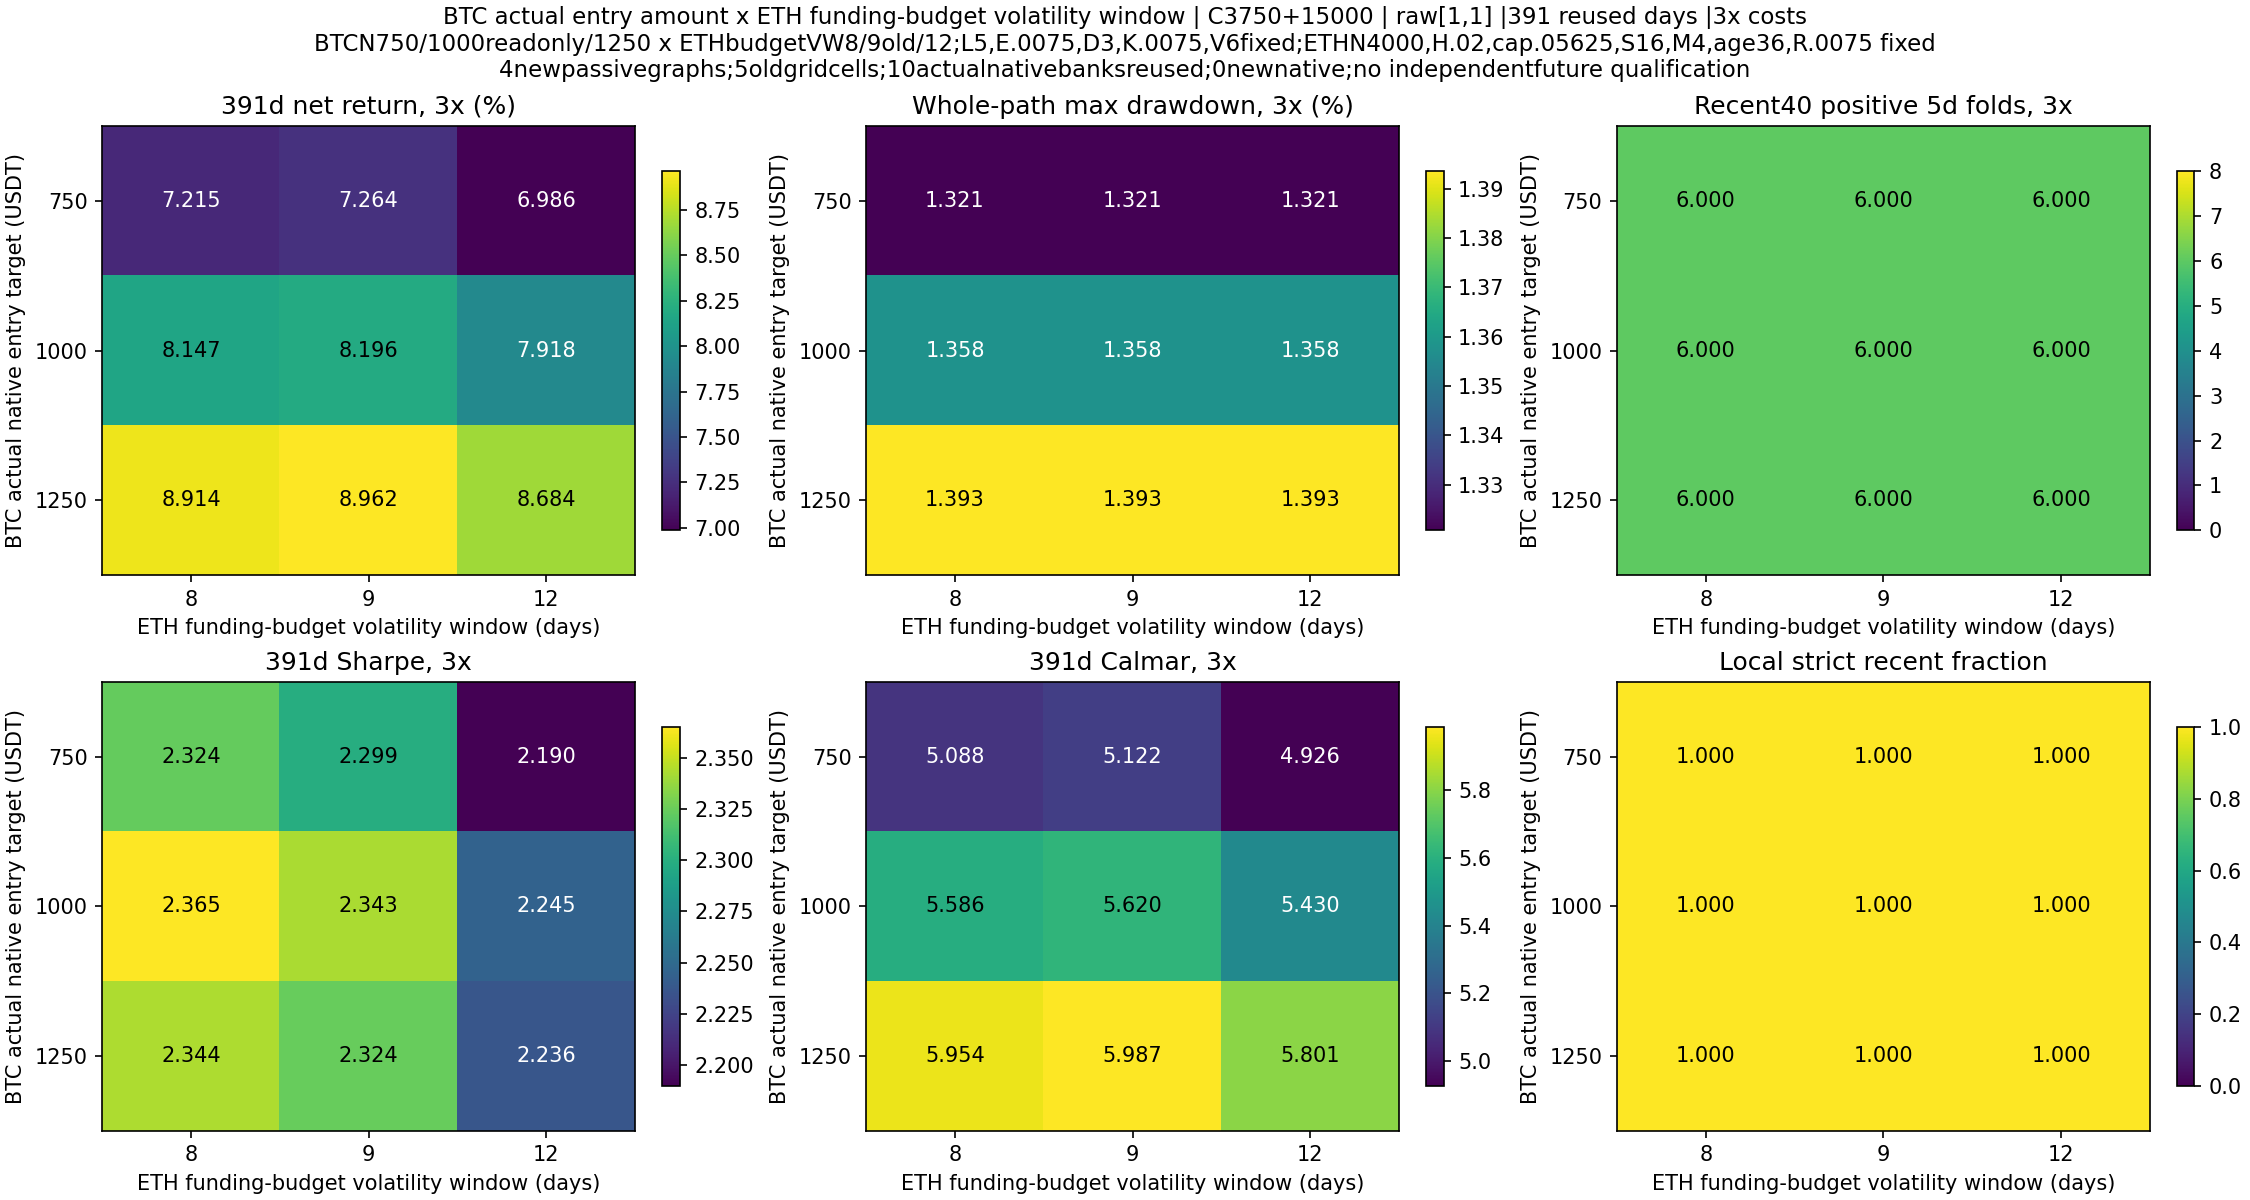 BTC actual entry amount x ETH funding-budget volatility window | C3750+15000 | raw[1,1] |391 reused days |3x costs
BTCN750/1000readonly/1250 x ETHbudgetVW8/9old/12;L5,E.0075,D3,K.0075,V6fixed;ETHN4000,H.02,cap.05625,S16,M4,age36,R.0075 fixed
4newpassivegraphs;5oldgridcells;10actualnativebanksreused;0newnative;no independentfuture qualification
391d net return, 3x (%)
BTC actual native entry target (USDT)
750
1000
1250
7.215 7.264 6.986
8.147 8.196 7.918
8.914 8.962 8.684
8 9 12
ETH funding-budget volatility window (days)
8.75
8.50
8.25
8.00
7.75
7.50
7.25
7.00
Whole-path max drawdown, 3x (%)
BTC actual native entry target (USDT)
750
1000
1250
1.321 1.321 1.321
1.358 1.358 1.358
1.393 1.393 1.393
8 9 12
ETH funding-budget volatility window (days)
1.39
1.38
1.37
1.36
1.35
1.34
1.33
Recent40 positive 5d folds, 3x
BTC actual native entry target (USDT)
750
1000
1250
6.000 6.000 6.000
6.000 6.000 6.000
6.000 6.000 6.000
8 9 12
ETH funding-budget volatility window (days)
8
7
6
5
4
3
2
1
0
391d Sharpe, 3x
BTC actual native entry target (USDT)
750
1000
1250
2.324 2.299 2.190
2.365 2.343 2.245
2.344 2.324 2.236
8 9 12
ETH funding-budget volatility window (days)
2.350
2.325
2.300
2.275
2.250
2.225
2.200
391d Calmar, 3x
BTC actual native entry target (USDT)
750
1000
1250
5.088 5.122 4.926
5.586 5.620 5.430
5.954 5.987 5.801
8 9 12
ETH funding-budget volatility window (days)
5.8
5.6
5.4
5.2
5.0
Local strict recent fraction
BTC actual native entry target (USDT)
750
1000
1250
1.000 1.000 1.000
1.000 1.000 1.000
1.000 1.000 1.000
8 9 12
ETH funding-budget volatility window (days)
1.0
0.8
0.6
0.4
0.2
0.0